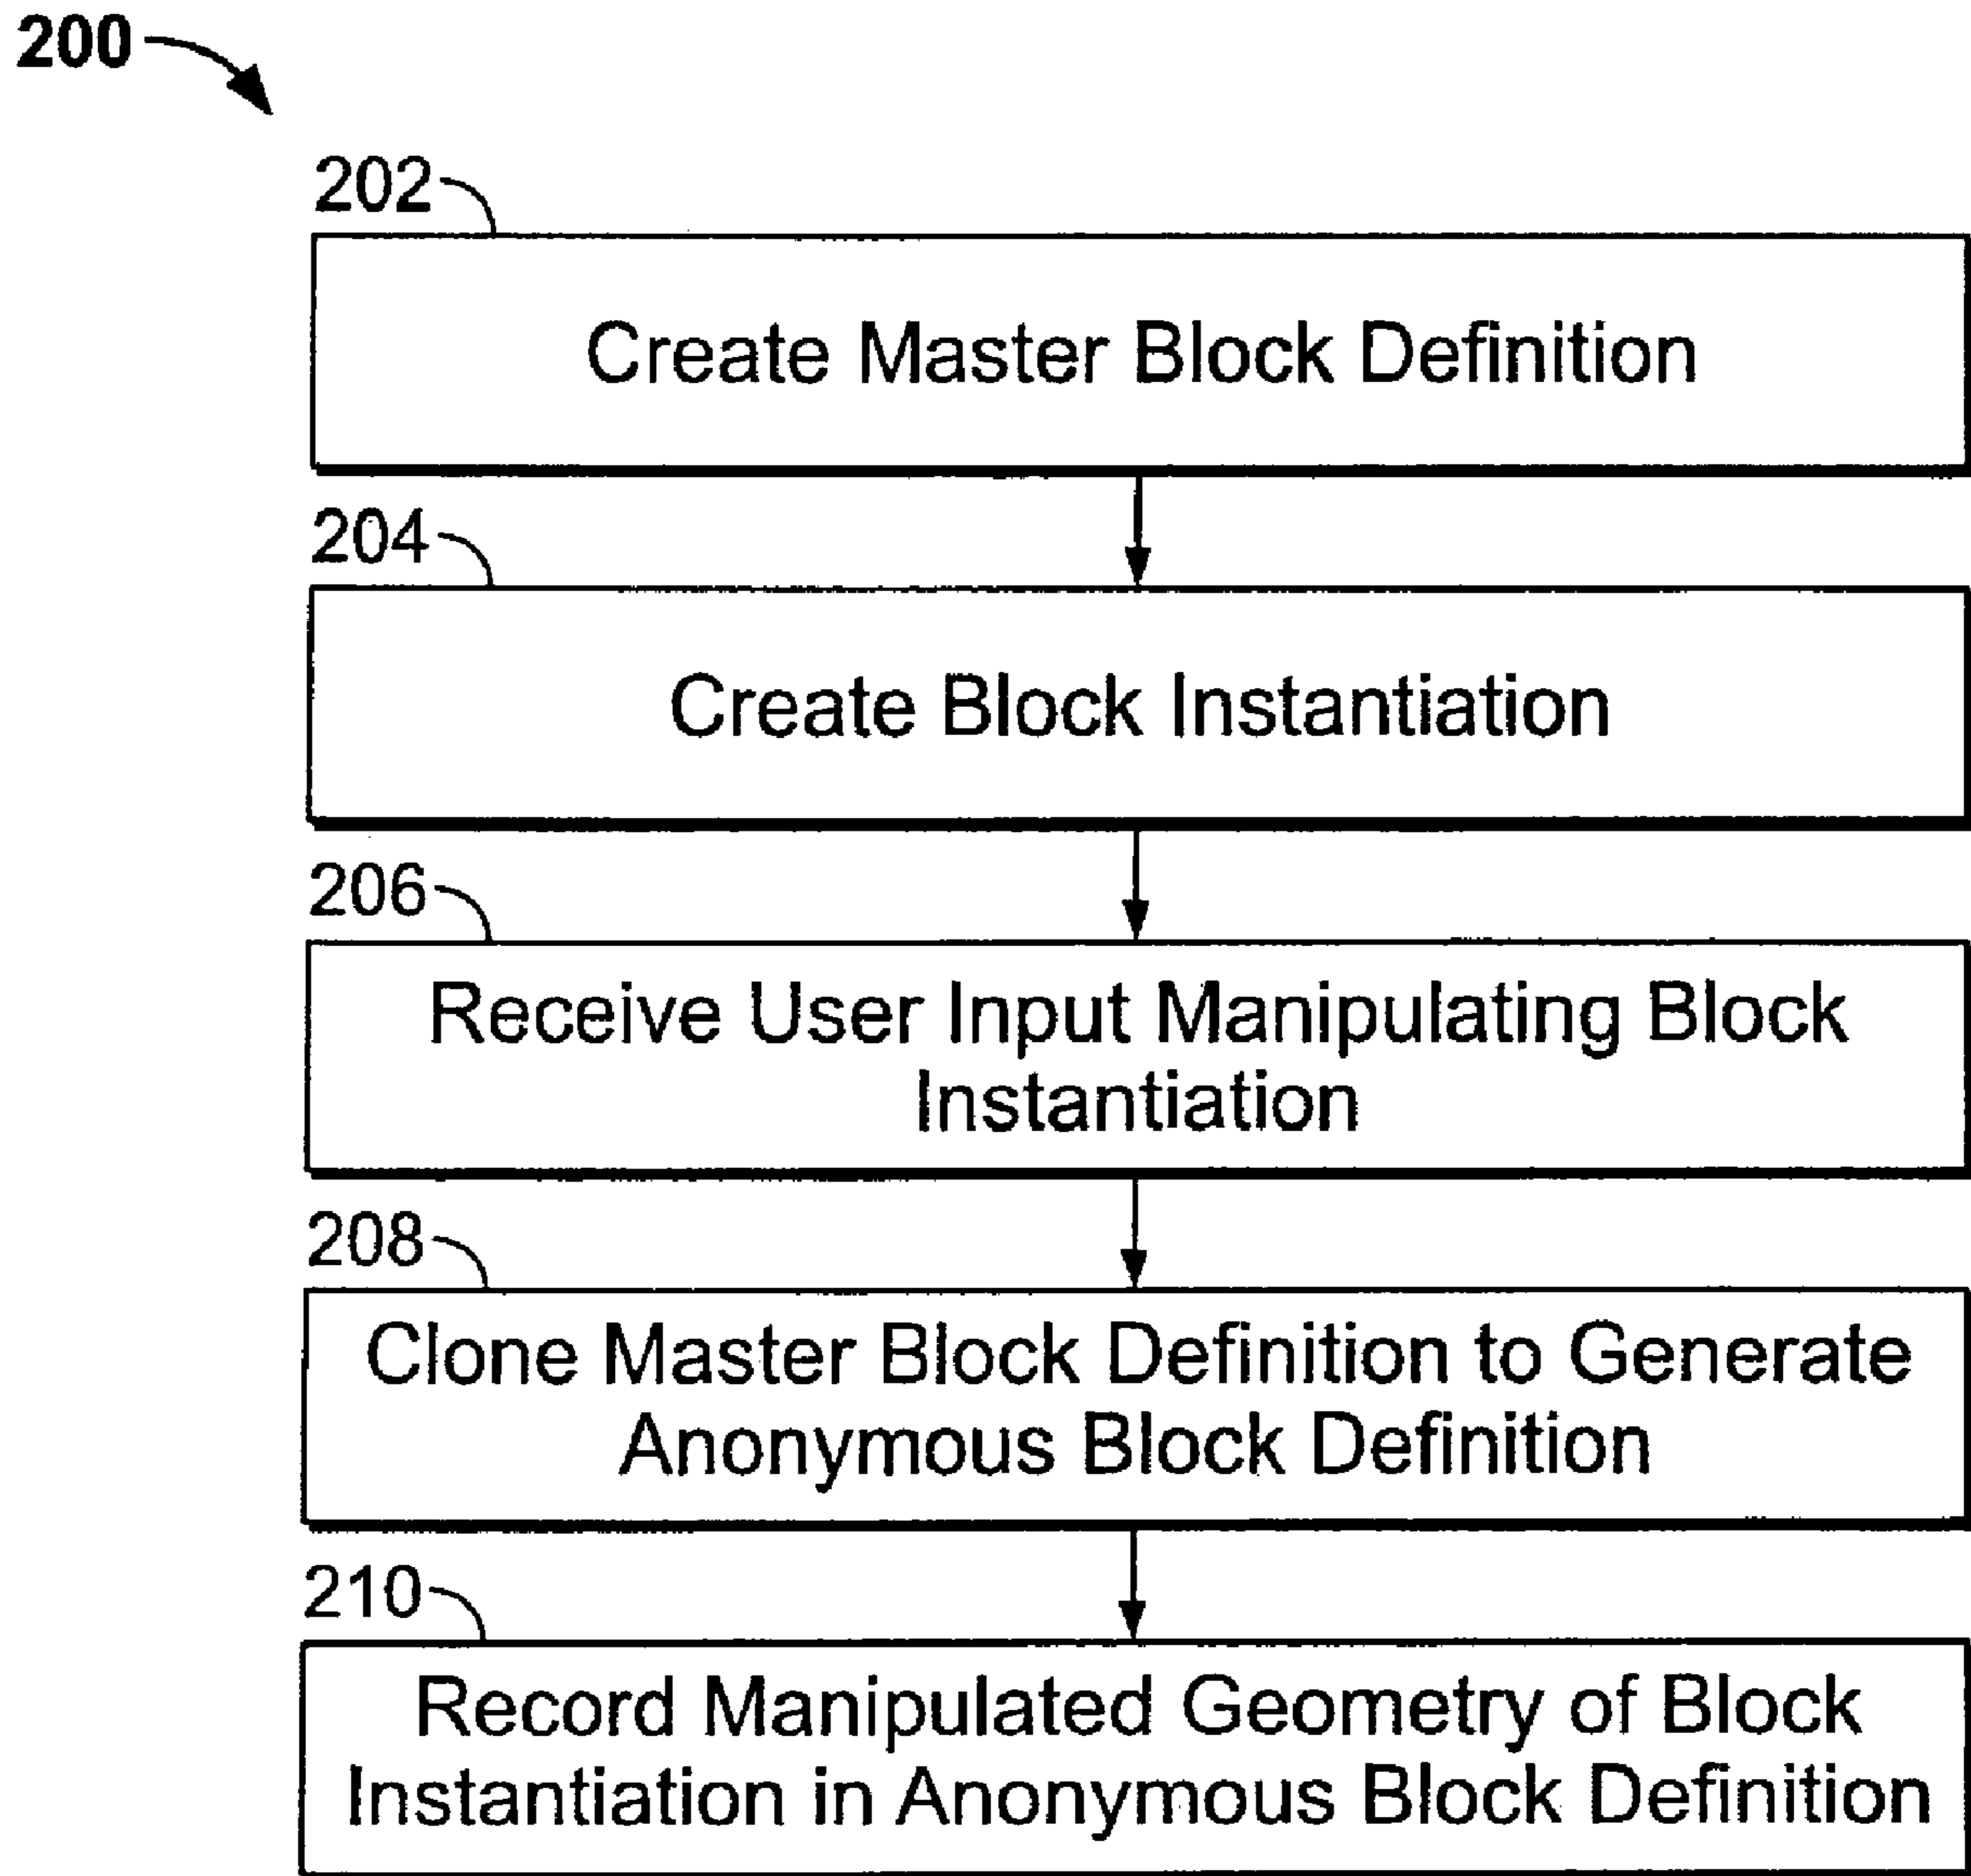 200
202
Create Master Block Definition
204
Create Block Instantiation
206
Receive User Input Manipulating Block
Instantiation
208
Clone Master Block Definition to Generate
Anonymous Block Definition
210
Record Manipulated Geometry of Block
Instantiation in Anonymous Block Definition